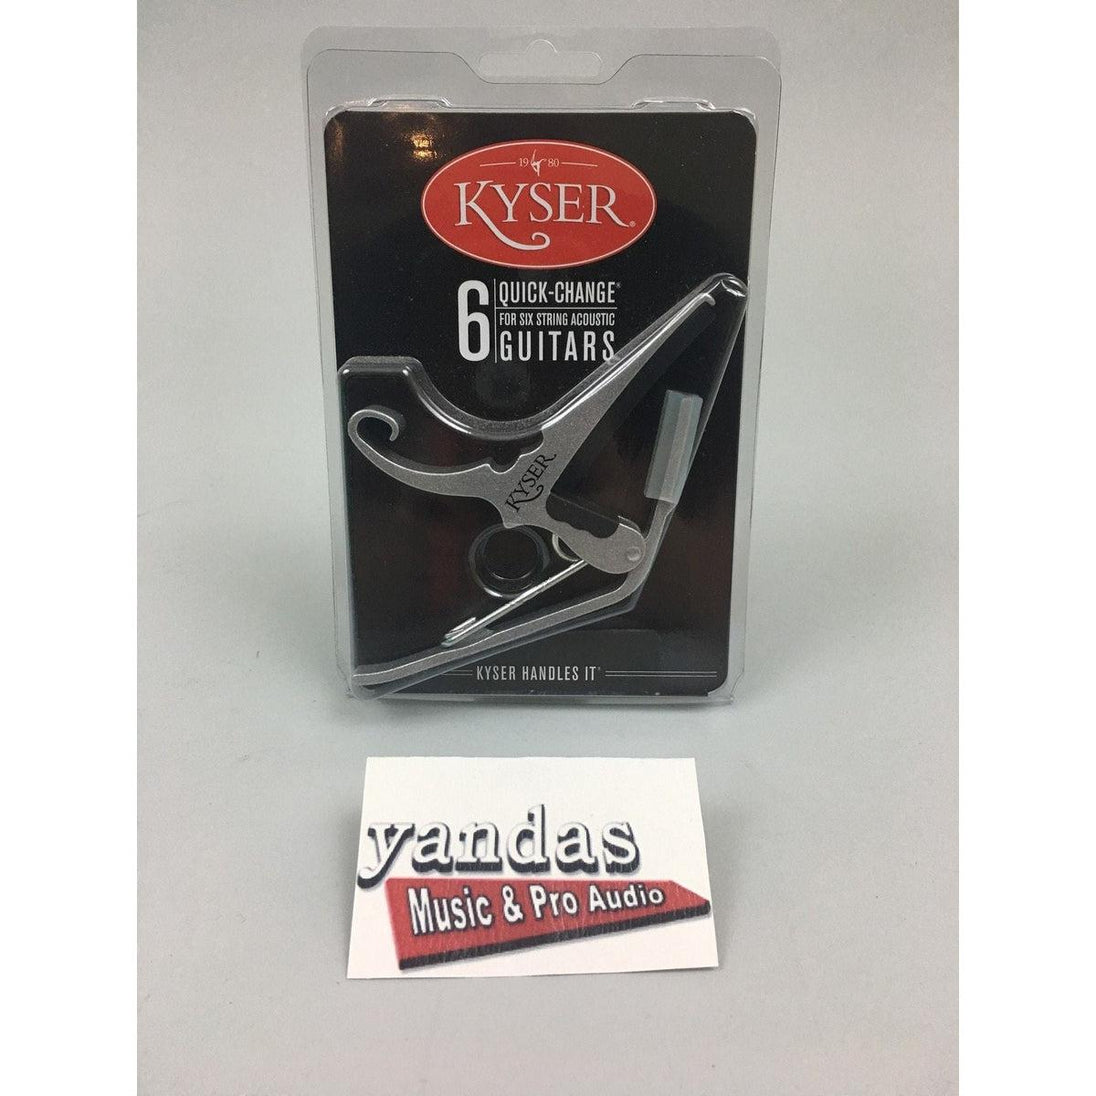 19 80
KYSER®
6 QUICK-CHANGE®
FOR SIX STRING ACOUSTIC
GUITARS
KYSER
KYSER HANDLES IT®
yandas
Music & Pro Audio